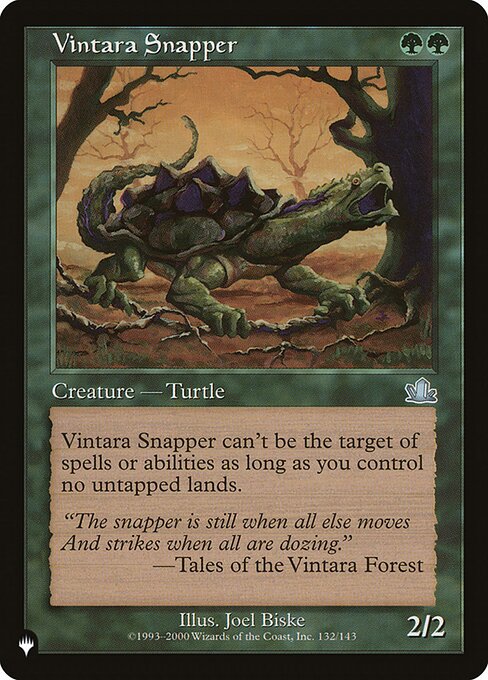 Vintara Snapper
Creature — Turtle
Vintara Snapper can't be the target of
spells or abilities as long as you control
no untapped lands.
“The snapper is still when all else moves
And strikes when all are dozing.”
—Tales of the Vintara Forest
Illus. Joel Biske
©1993–2000 Wizards of the Coast, Inc. 132/143
2/2